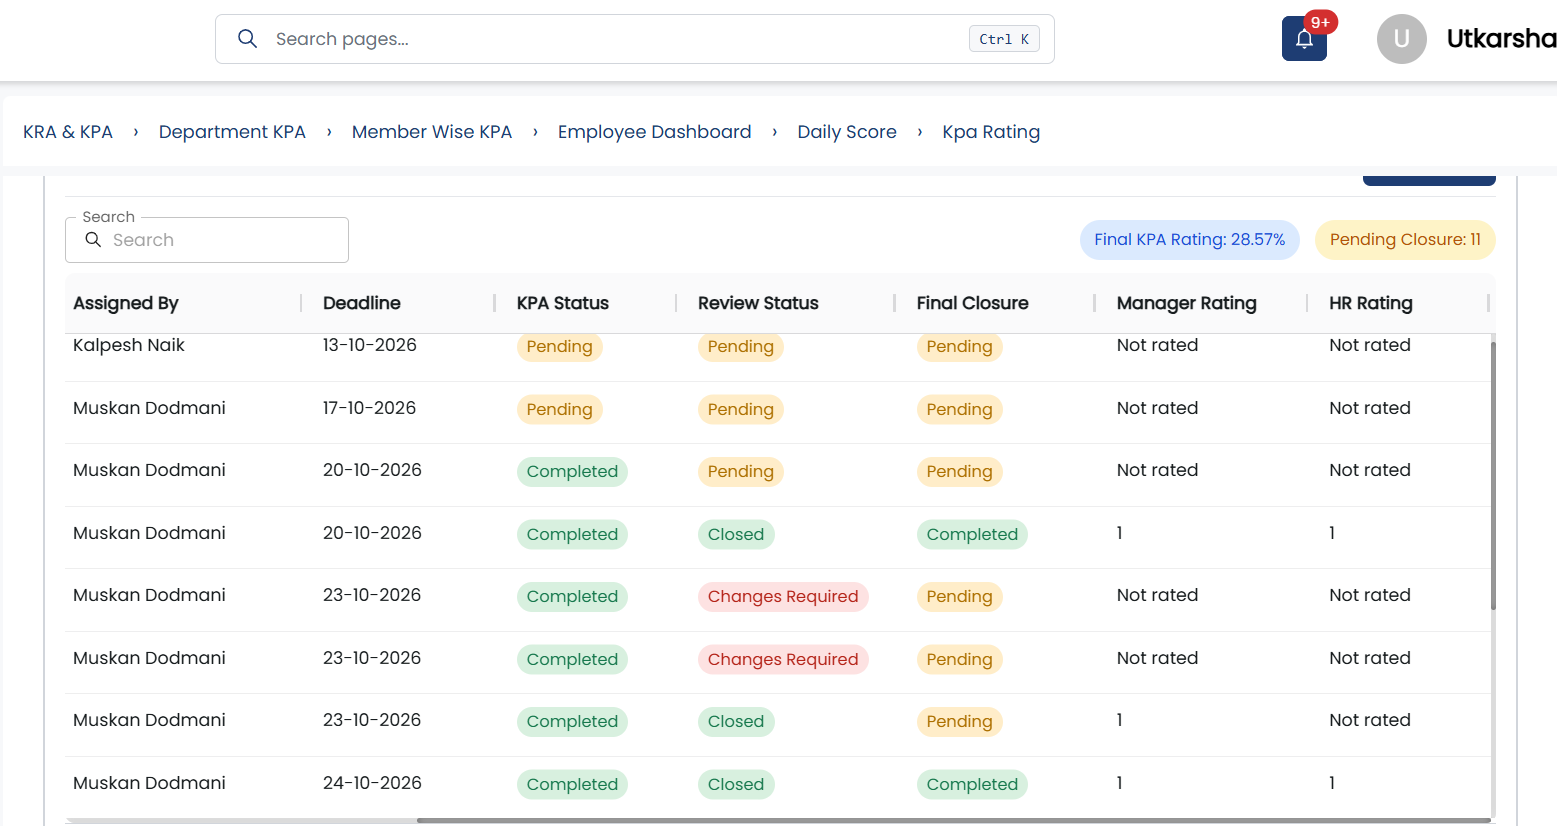 Search pages...
Ctrl K
9+
U
Utkarsha
KRA & KPA › Department KPA › Member Wise KPA › Employee Dashboard › Daily Score › Kpa Rating
Search
Search
Final KPA Rating: 28.57%
Pending Closure: 11
Assigned By Deadline KPA Status Review Status Final Closure Manager Rating HR Rating
Kalpesh Naik 13-10-2026 Pending Pending Pending Not rated Not rated
Muskan Dodmani 17-10-2026 Pending Pending Pending Not rated Not rated
Muskan Dodmani 20-10-2026 Completed Pending Pending Not rated Not rated
Muskan Dodmani 20-10-2026 Completed Closed Completed 1 1
Muskan Dodmani 23-10-2026 Completed Changes Required Pending Not rated Not rated
Muskan Dodmani 23-10-2026 Completed Changes Required Pending Not rated Not rated
Muskan Dodmani 23-10-2026 Completed Closed Pending 1 Not rated
Muskan Dodmani 24-10-2026 Completed Closed Completed 1 1